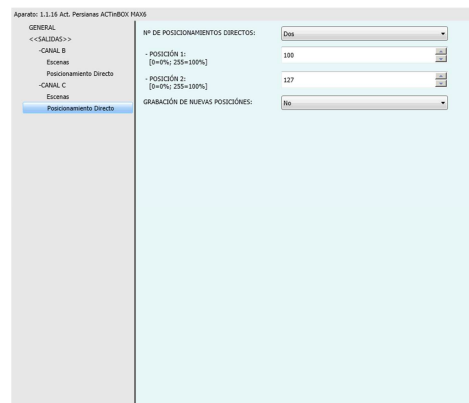 Aparato: 1.1.16 Act. Persianas ACTinBOX MAX6
GENERAL
<<SALIDAS>>
-CANAL B
Escenas
Posicionamiento Directo
-CANAL C
Escenas
Posicionamiento Directo
Nº DE POSICIONAMIENTOS DIRECTOS:
Dos
- POSICIÓN 1:
[0=0%; 255=100%]
100
- POSICIÓN 2:
[0=0%; 255=100%]
127
GRABACIÓN DE NUEVAS POSICIÓNES:
No